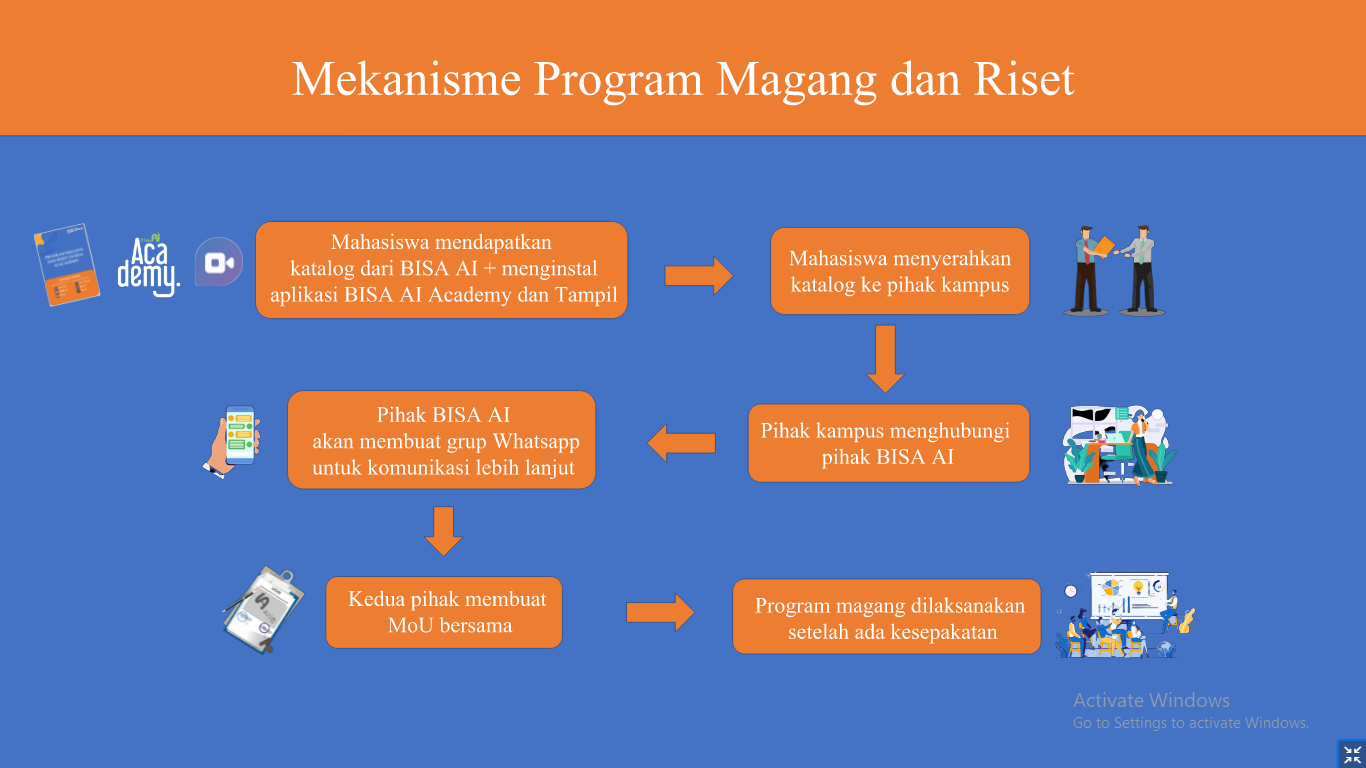 Mekanisme Program Magang dan Riset
Aca
demy.
Mahasiswa mendapatkan
katalog dari BISA AI + menginstal
aplikasi BISA AI Academy dan Tampil
Mahasiswa menyerahkan
katalog ke pihak kampus
Pihak BISA AI
akan membuat grup Whatsapp
untuk komunikasi lebih lanjut
Pihak kampus menghubungi
pihak BISA AI
Kedua pihak membuat
MoU bersama
Program magang dilaksanakan
setelah ada kesepakatan
Activate Windows
Go to Settings to activate Windows.